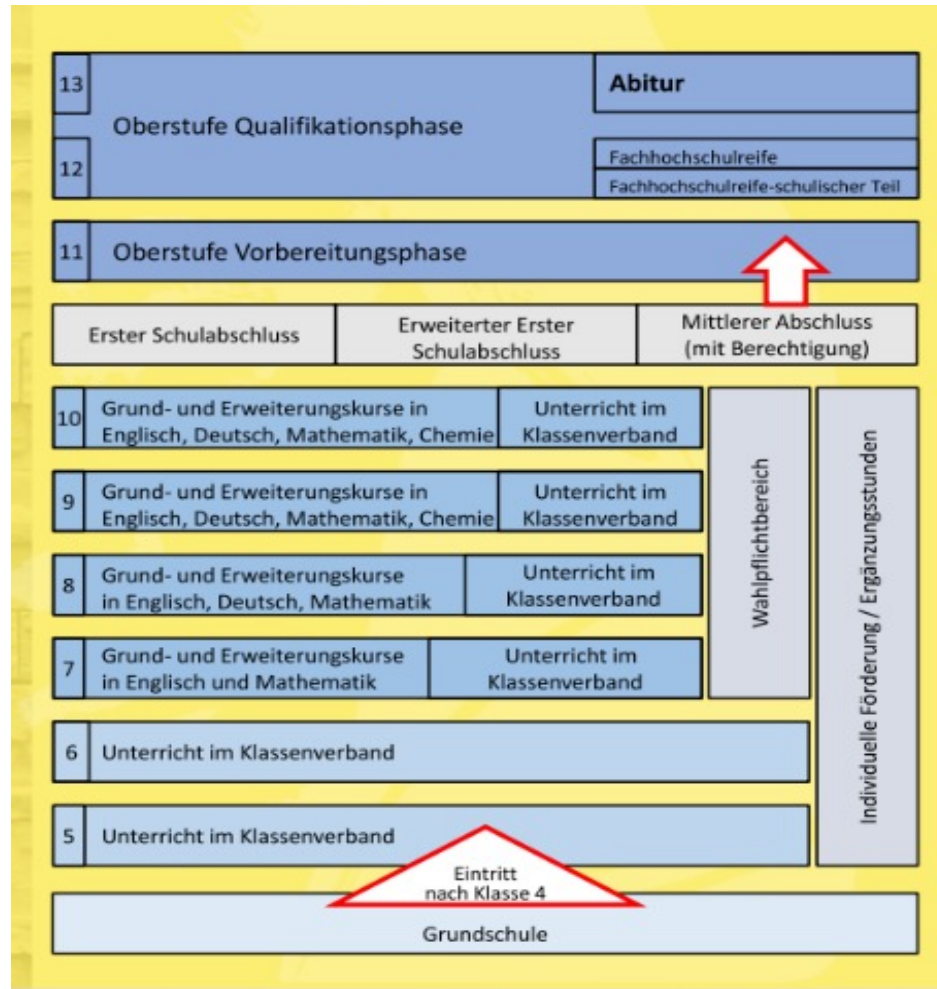 13
Abitur
Oberstufe Qualifikationsphase
12
Fachhochschulreife
Fachhochschulreife-schulischer Teil
11
Oberstufe Vorbereitungsphase
Erster Schulabschluss
Erweiterter Erster
Schulabschluss
Mittlerer Abschluss
(mit Berechtigung)
10
Grund- und Erweiterungskurse in
Englisch, Deutsch, Mathematik, Chemie
Unterricht im
Klassenverband
9
Grund- und Erweiterungskurse in
Englisch, Deutsch, Mathematik, Chemie
Unterricht im
Klassenverband
8
Grund- und Erweiterungskurse
in Englisch, Deutsch, Mathematik
Unterricht im
Klassenverband
7
Grund- und Erweiterungskurse
in Englisch und Mathematik
Unterricht im
Klassenverband
Wahlpflichtbereich
Individuelle Förderung / Ergänzungsstunden
6
Unterricht im Klassenverband
5
Unterricht im Klassenverband
Eintritt
nach Klasse 4
Grundschule